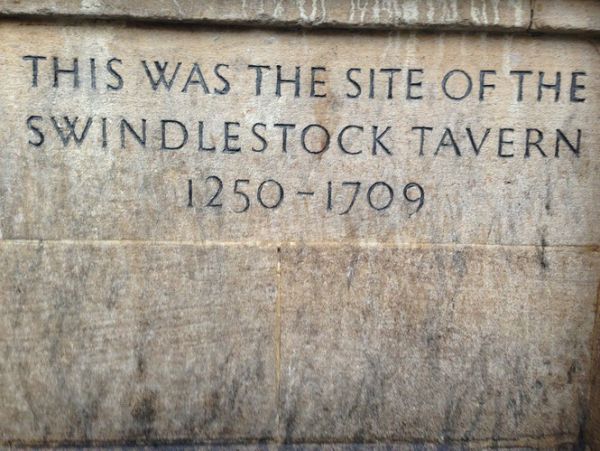 THIS WAS THE SITE OF THE
SWINDLESTOCK TAVERN
1250-1709